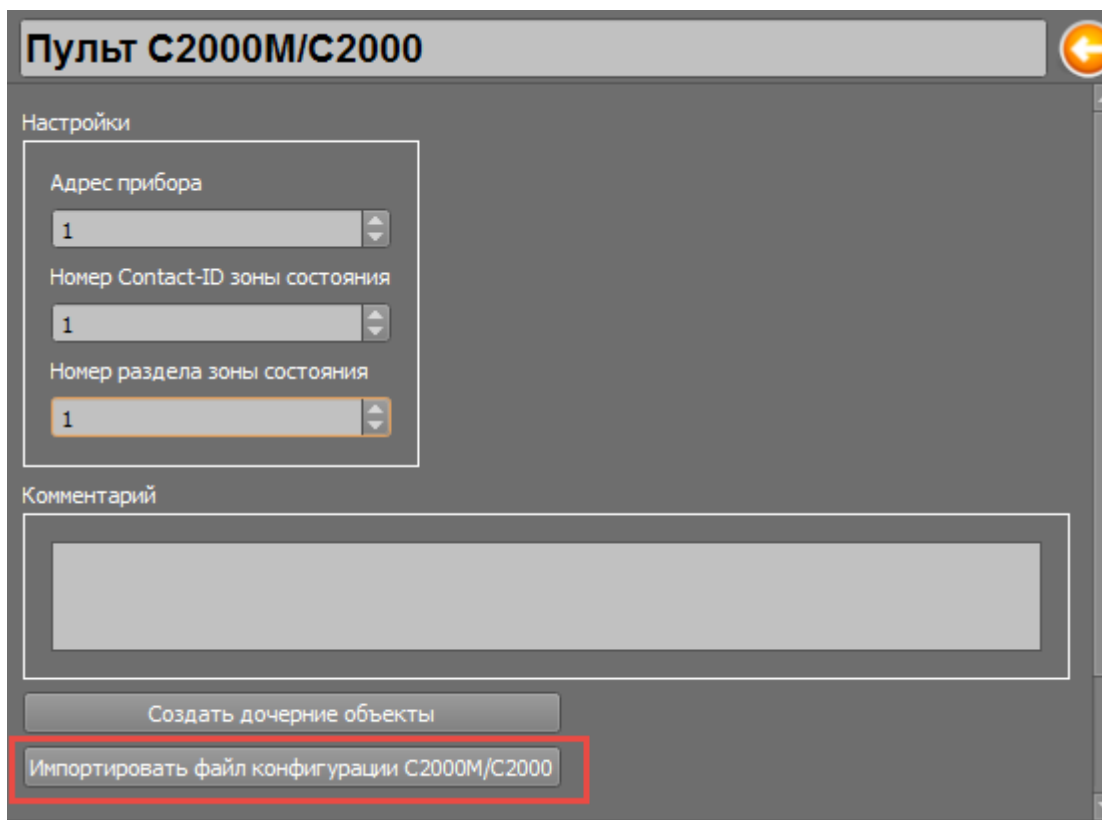 Пульт С2000М/С2000
Настройки
Адрес прибора
1
Номер Contact-ID зоны состояния
1
Номер раздела зоны состояния
1
Комментарий
Создать дочерние объекты
Импортировать файл конфигурации С2000М/С2000